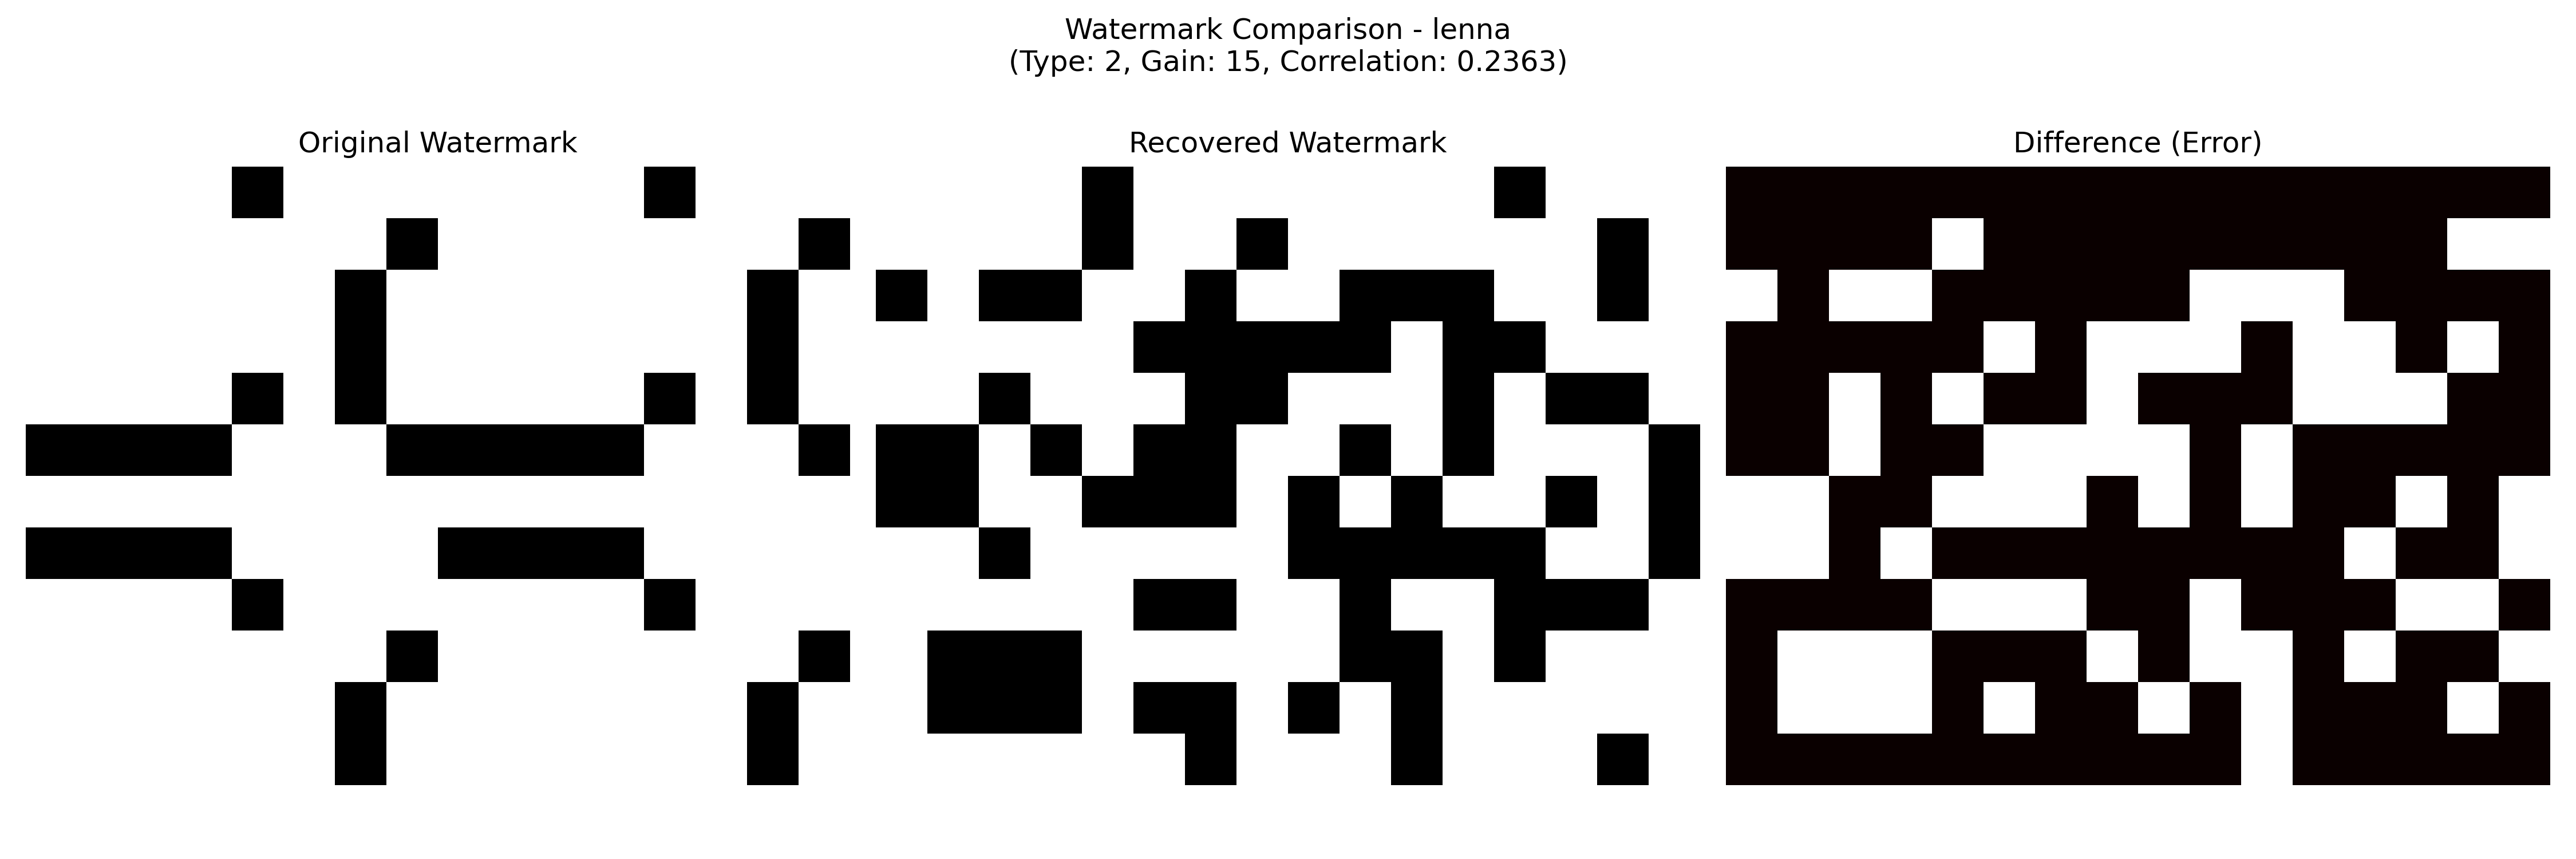 Watermark Comparison - lenna
(Type: 2, Gain: 15, Correlation: 0.2363)
Original Watermark
Recovered Watermark
Difference (Error)